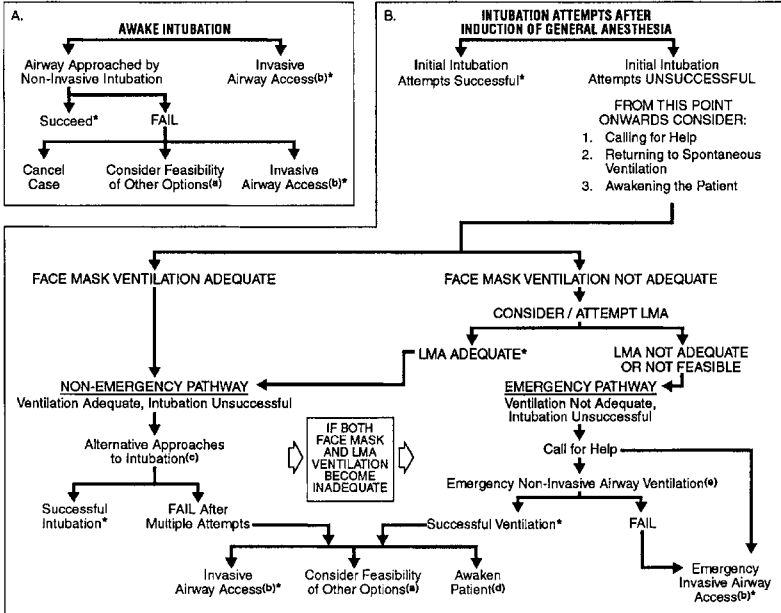 A.
AWAKE INTUBATION
Airway Approached by
Non-Invasive Intubation
Invasive
Airway Access(b)*
Succeed*
FAIL
Cancel
Case
Consider Feasibility
of Other Options(a)
Invasive
Airway Access(b)*
B.
INTUBATION ATTEMPTS AFTER
INDUCTION OF GENERAL ANESTHESIA
Initial Intubation
Attempts Successful*
Initial Intubation
Attempts UNSUCCESSFUL
FROM THIS POINT
ONWARDS CONSIDER:
1. Calling for Help
2. Returning to Spontaneous
Ventilation
3. Awakening the Patient
FACE MASK VENTILATION ADEQUATE
FACE MASK VENTILATION NOT ADEQUATE
CONSIDER / ATTEMPT LMA
LMA ADEQUATE*
LMA NOT ADEQUATE
OR NOT FEASIBLE
NON-EMERGENCY PATHWAY
Ventilation Adequate, Intubation Unsuccessful
EMERGENCY PATHWAY
Ventilation Not Adequate,
Intubation Unsuccessful
Alternative Approaches
to Intubation(c)
IF BOTH
FACE MASK
AND LMA
VENTILATION
BECOME
INADEQUATE
Call for Help
Emergency Non-Invasive Airway Ventilation(e)
Successful
Intubation*
FAIL After
Multiple Attempts
Successful Ventilation*
FAIL
Invasive
Airway Access(b)*
Consider Feasibility
of Other Options(a)
Awaken
Patient(d)
Emergency
Invasive Airway
Access(b)*